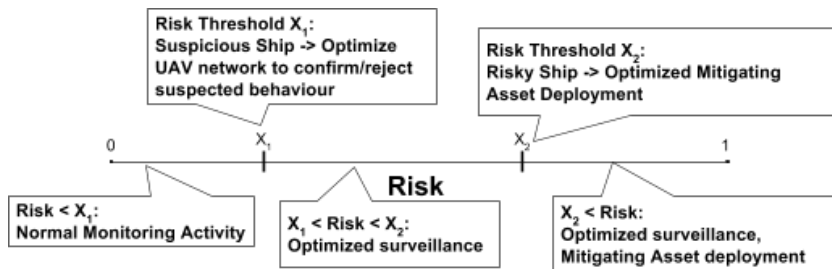 Risk Threshold X₁:
Suspicious Ship -> Optimize
UAV network to confirm/reject
suspected behaviour
Risk Threshold X₂:
Risky Ship -> Optimized Mitigating
Asset Deployment
0
X₁
X₂
1
Risk
Risk < X₁:
Normal Monitoring Activity
X₁ < Risk < X₂:
Optimized surveillance
X₂ < Risk:
Optimized surveillance,
Mitigating Asset deployment